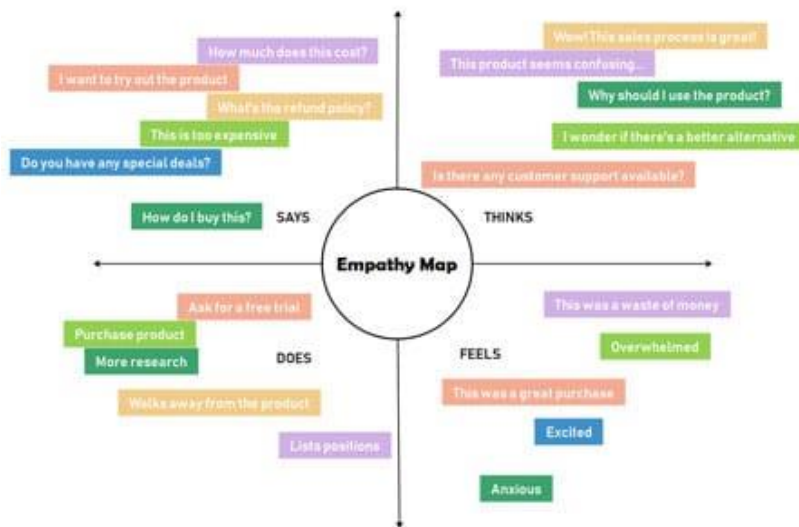 How much does this cost?
I want to try out the product
What's the refund policy?
This is too expensive
Do you have any special deals?
How do I buy this?
SAYS
Wow! This sales process is great!
This product seems confusing...
Why should I use the product?
I wonder if there's a better alternative
Is there any customer support available?
THINKS
Empathy Map
Ask for a free trial
Purchase product
More research
DOES
Walks away from the product
Lists positions
This was a waste of money
Overwhelmed
FEELS
This was a great purchase
Excited
Anxious